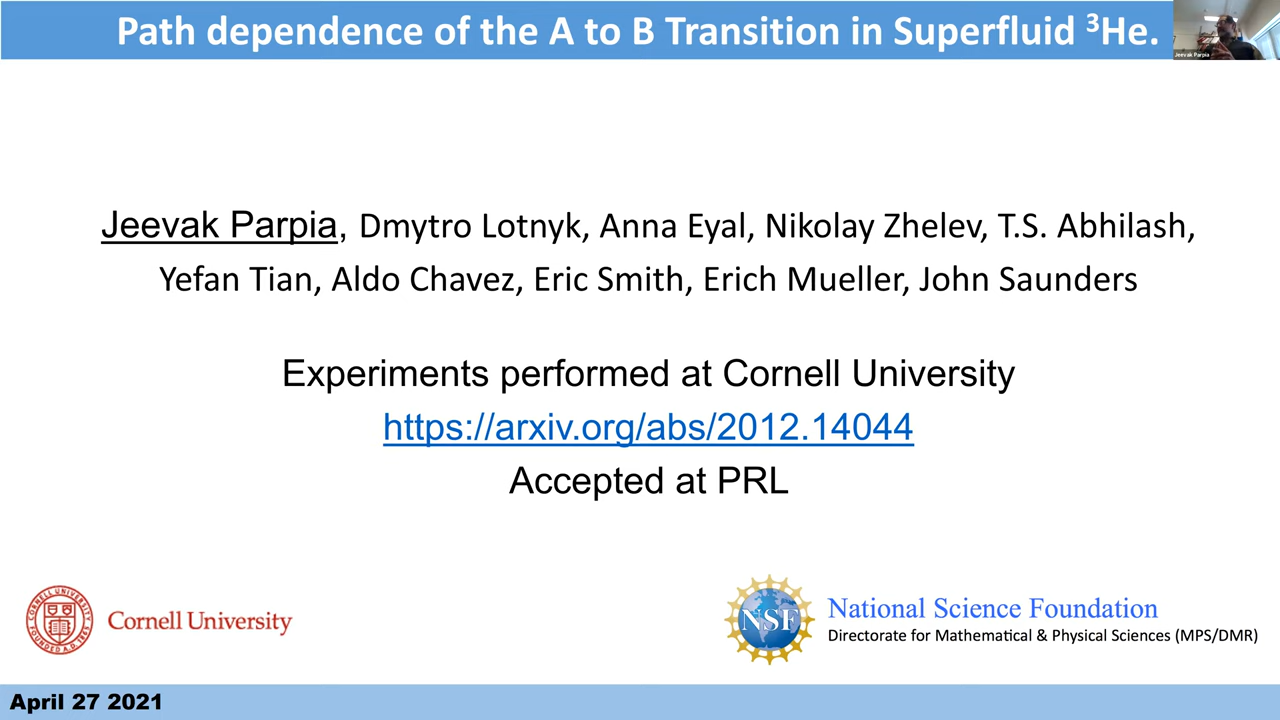 Path dependence of the A to B Transition in Superfluid ³He.
Jeevak Parpia
Jeevak Parpia, Dmytro Lotnyk, Anna Eyal, Nikolay Zhelev, T.S. Abhilash,
Yefan Tian, Aldo Chavez, Eric Smith, Erich Mueller, John Saunders
Experiments performed at Cornell University
https://arxiv.org/abs/2012.14044
Accepted at PRL
Cornell University
NSF
National Science Foundation
Directorate for Mathematical & Physical Sciences (MPS/DMR)
April 27 2021